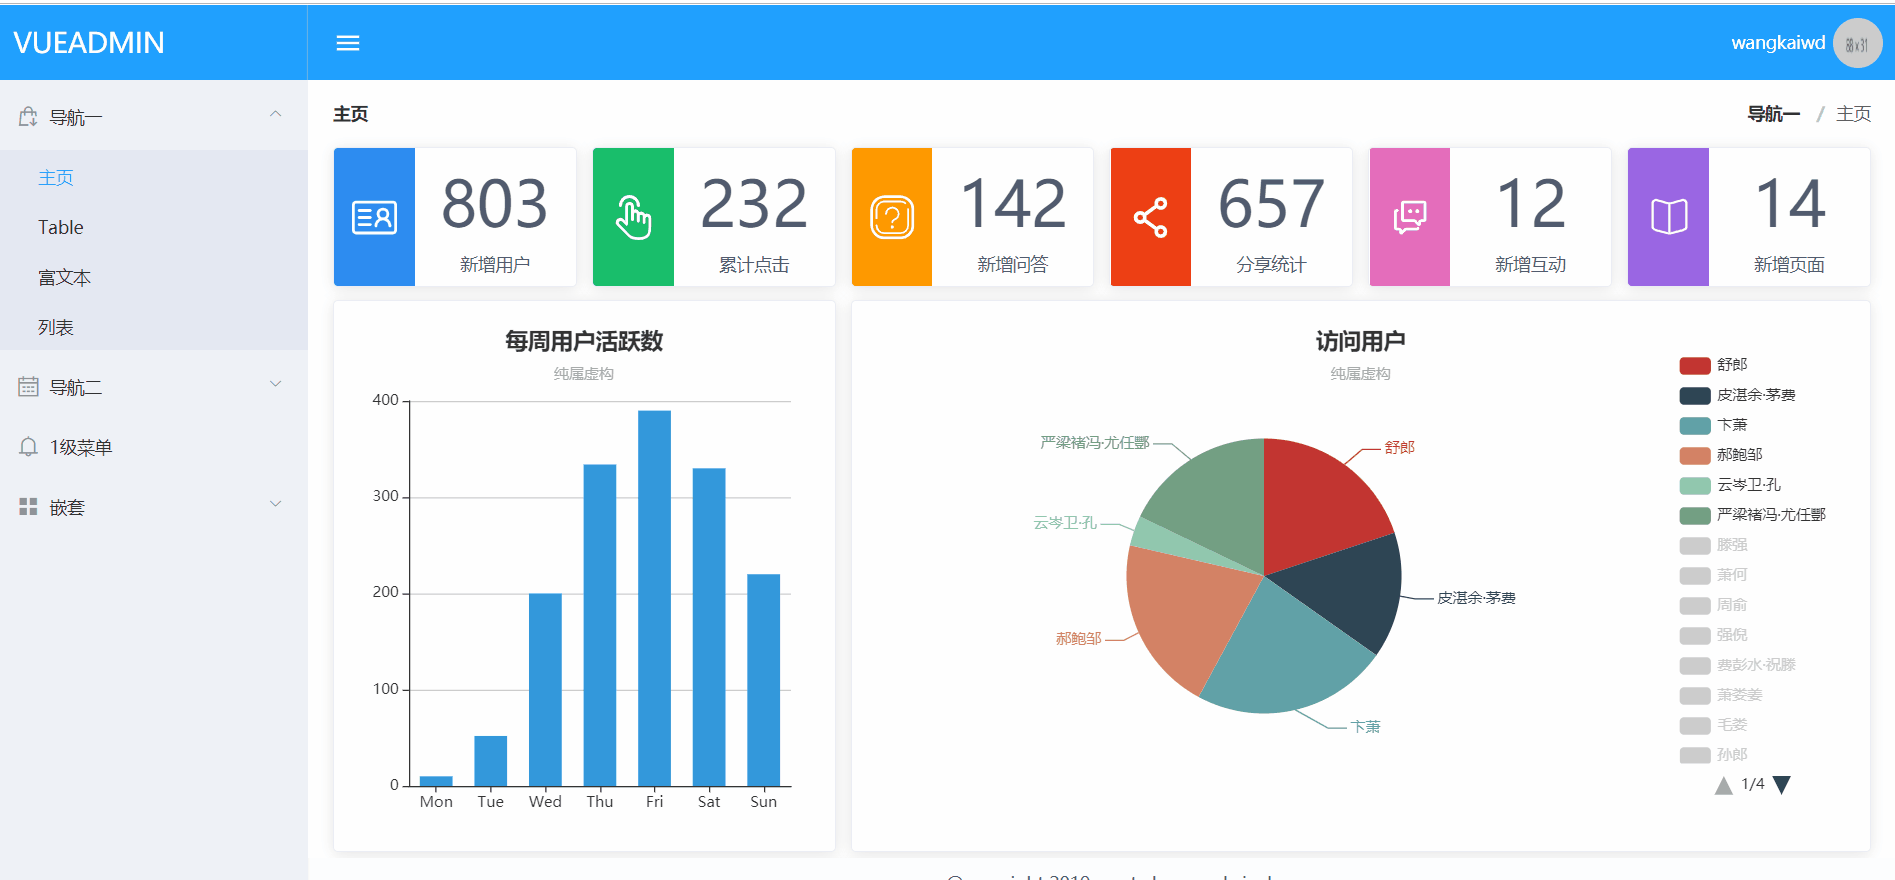 VUEADMIN
wangkaiwd
88 x 31
导航一
主页
Table
富文本
列表
导航二
1级菜单
嵌套
主页
导航一 / 主页
803
新增用户
232
累计点击
142
新增问答
657
分享统计
12
新增互动
14
新增页面
每周用户活跃数
纯属虚构
400
300
200
100
0
Mon Tue Wed Thu Fri Sat Sun
访问用户
纯属虚构
严梁褚冯·尤任酆
舒郎
云岑卫·孔
皮湛余·茅费
郝鲍邹
卞萧
舒郎
皮湛余·茅费
卞萧
郝鲍邹
云岑卫·孔
严梁褚冯·尤任酆
滕强
萧何
周俞
强倪
费彭水·祝滕
萧娄姜
毛娄
孙郎
1/4